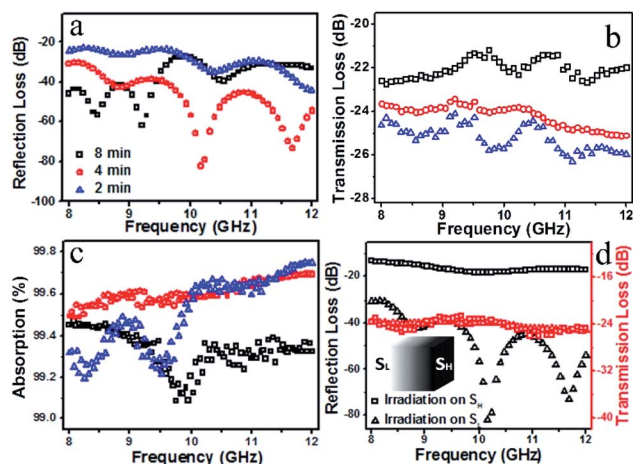 a
Reflection Loss (dB)
-20
-40
-60
-80
-100
8 min
4 min
2 min
8 9 10 11 12
Frequency (GHz)
b
Transmission Loss (dB)
-20
-22
-24
-26
-28
8 9 10 11 12
Frequency (GHz)
c
Absorption (%)
99.8
99.6
99.4
99.2
99.0
8 9 10 11 12
Frequency (GHz)
d
Reflection Loss (dB)
-20
-40
-60
-80
Transmission Loss (dB)
-16
-24
-32
-40
S_L
S_H
Irradiation on S_H
Irradiation on S_L
8 9 10 11 12
Frequency (GHz)